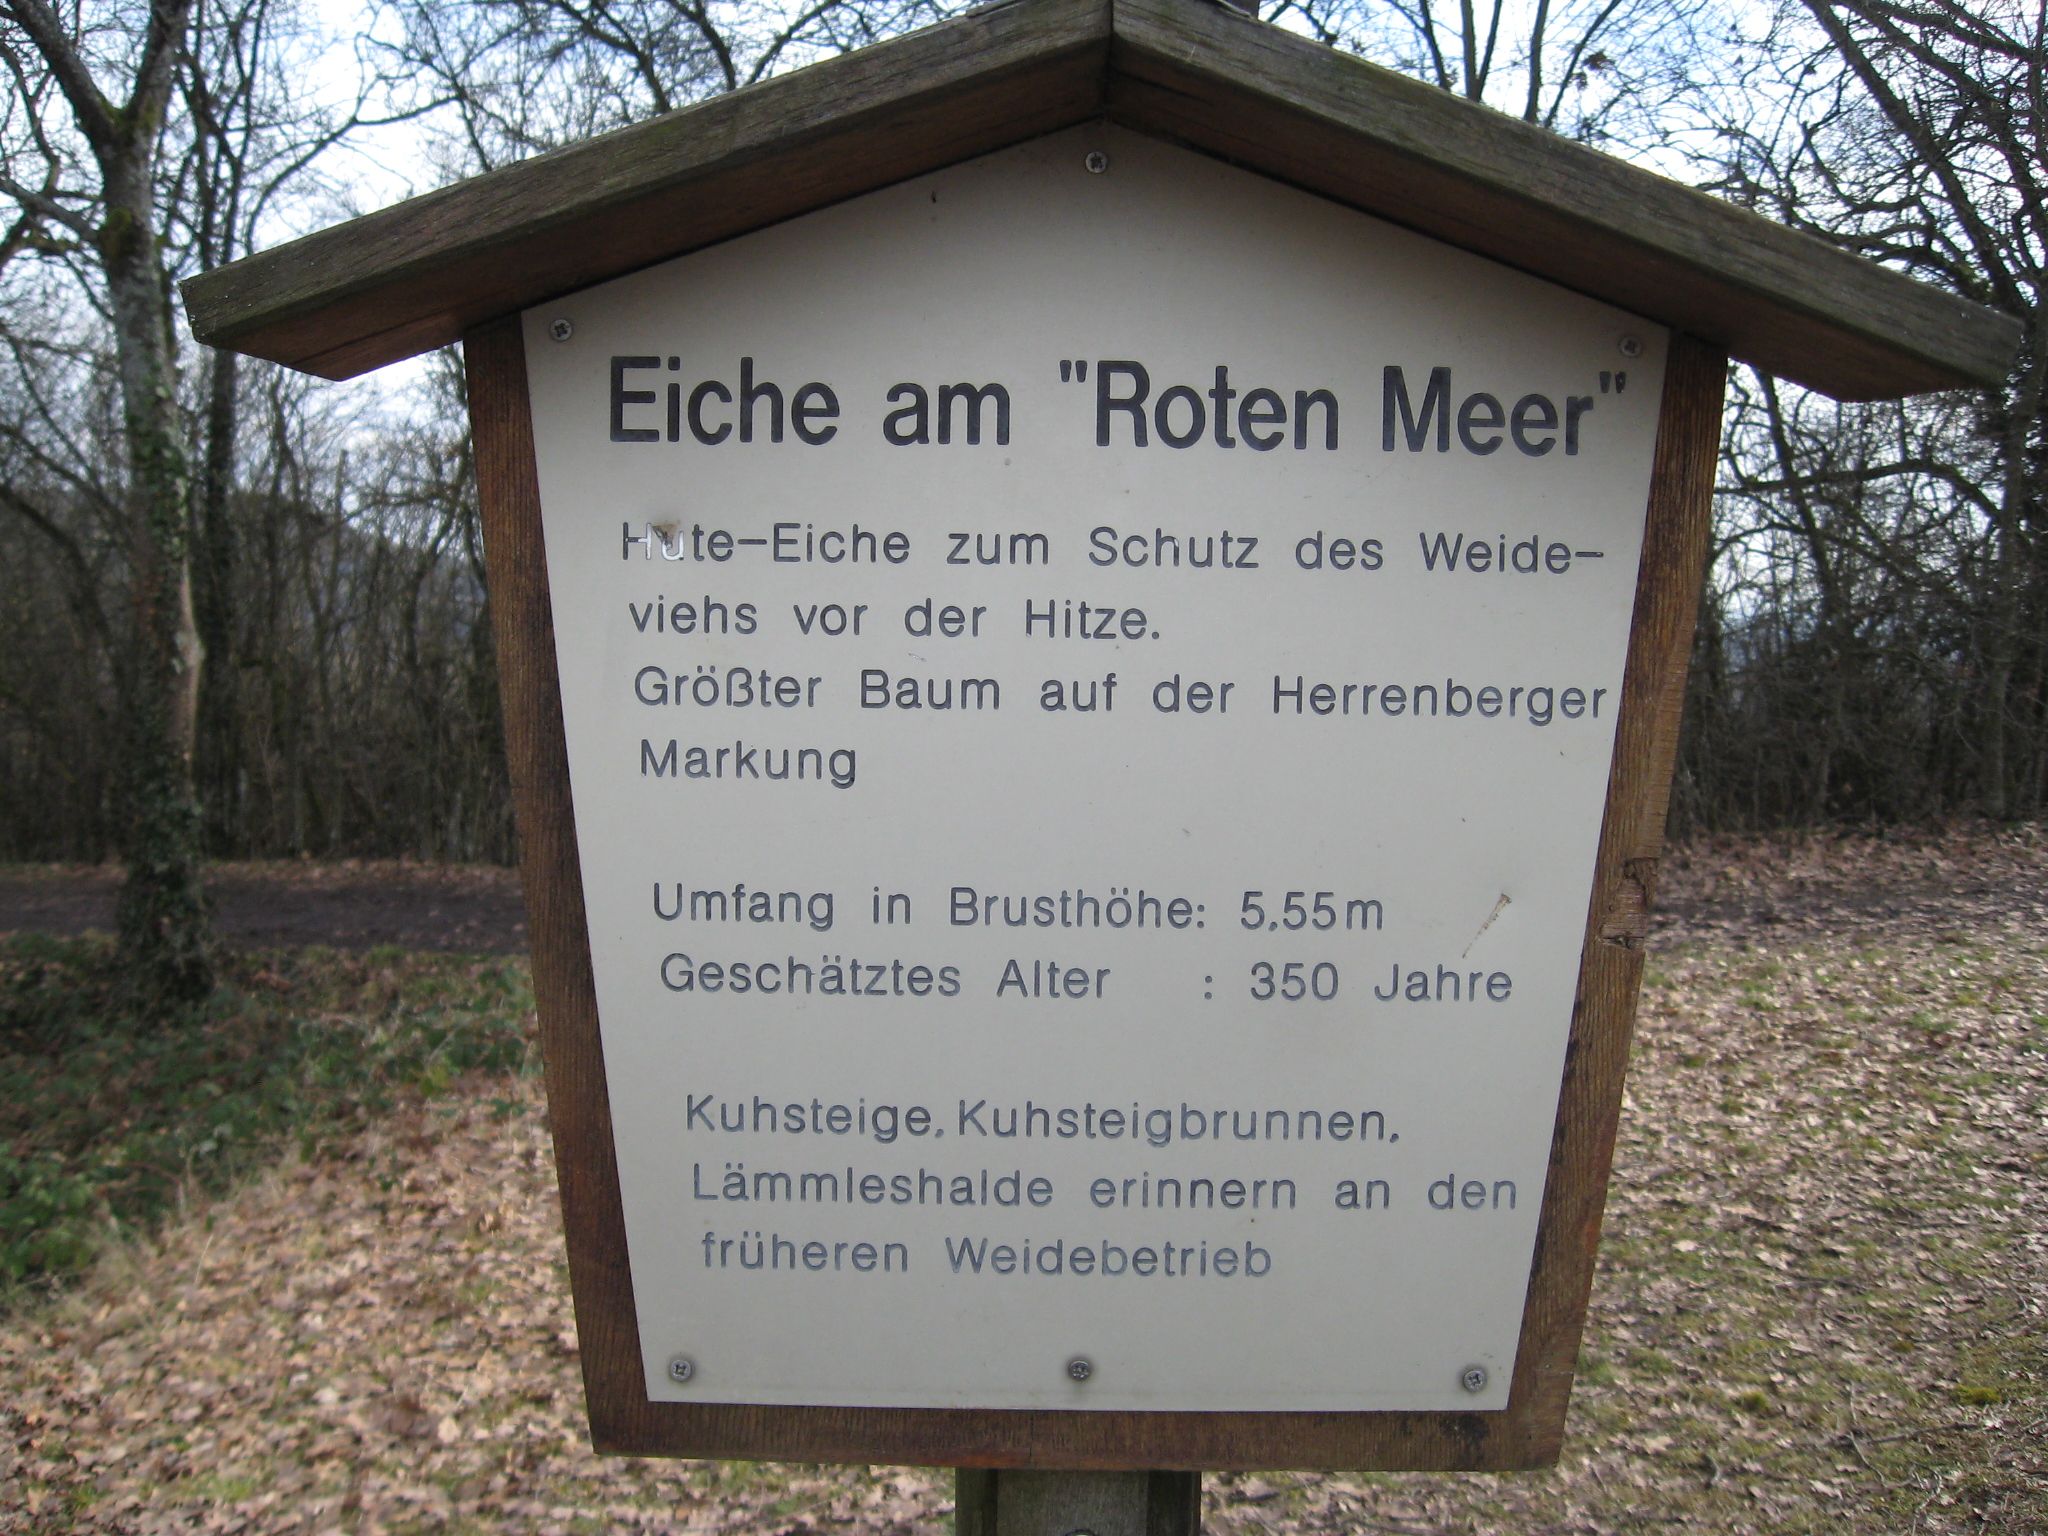 Eiche am "Roten Meer"
Hute-Eiche zum Schutz des Weide-
viehs vor der Hitze.
Größter Baum auf der Herrenberger
Markung
Umfang in Brusthöhe: 5,55m
Geschätztes Alter : 350 Jahre
Kuhsteige, Kuhsteigbrunnen,
Lämmleshalde erinnern an den
früheren Weidebetrieb